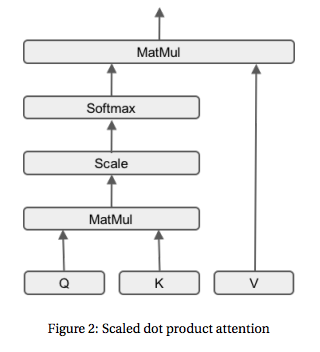 MatMul
Softmax
Scale
MatMul
Q K V
Figure 2: Scaled dot product attention